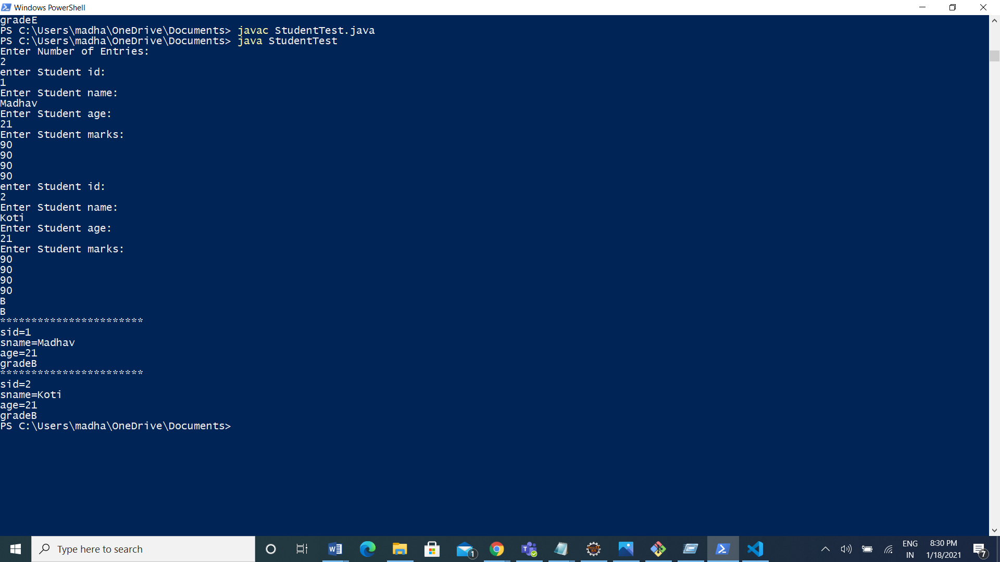 Windows PowerShell
gradeE
PS C:\Users\madha\OneDrive\Documents> javac StudentTest.java
PS C:\Users\madha\OneDrive\Documents> java StudentTest
Enter Number of Entries:
2
enter Student id:
1
Enter Student name:
Madhav
Enter Student age:
21
Enter Student marks:
90
90
90
90
enter Student id:
2
Enter Student name:
Koti
Enter Student age:
21
Enter Student marks:
90
90
90
90
B
B
***********************
sid=1
sname=Madhav
age=21
gradeB
***********************
sid=2
sname=Koti
age=21
gradeB
PS C:\Users\madha\OneDrive\Documents>
Type here to search
1
ENG
IN
8:30 PM
1/18/2021
7